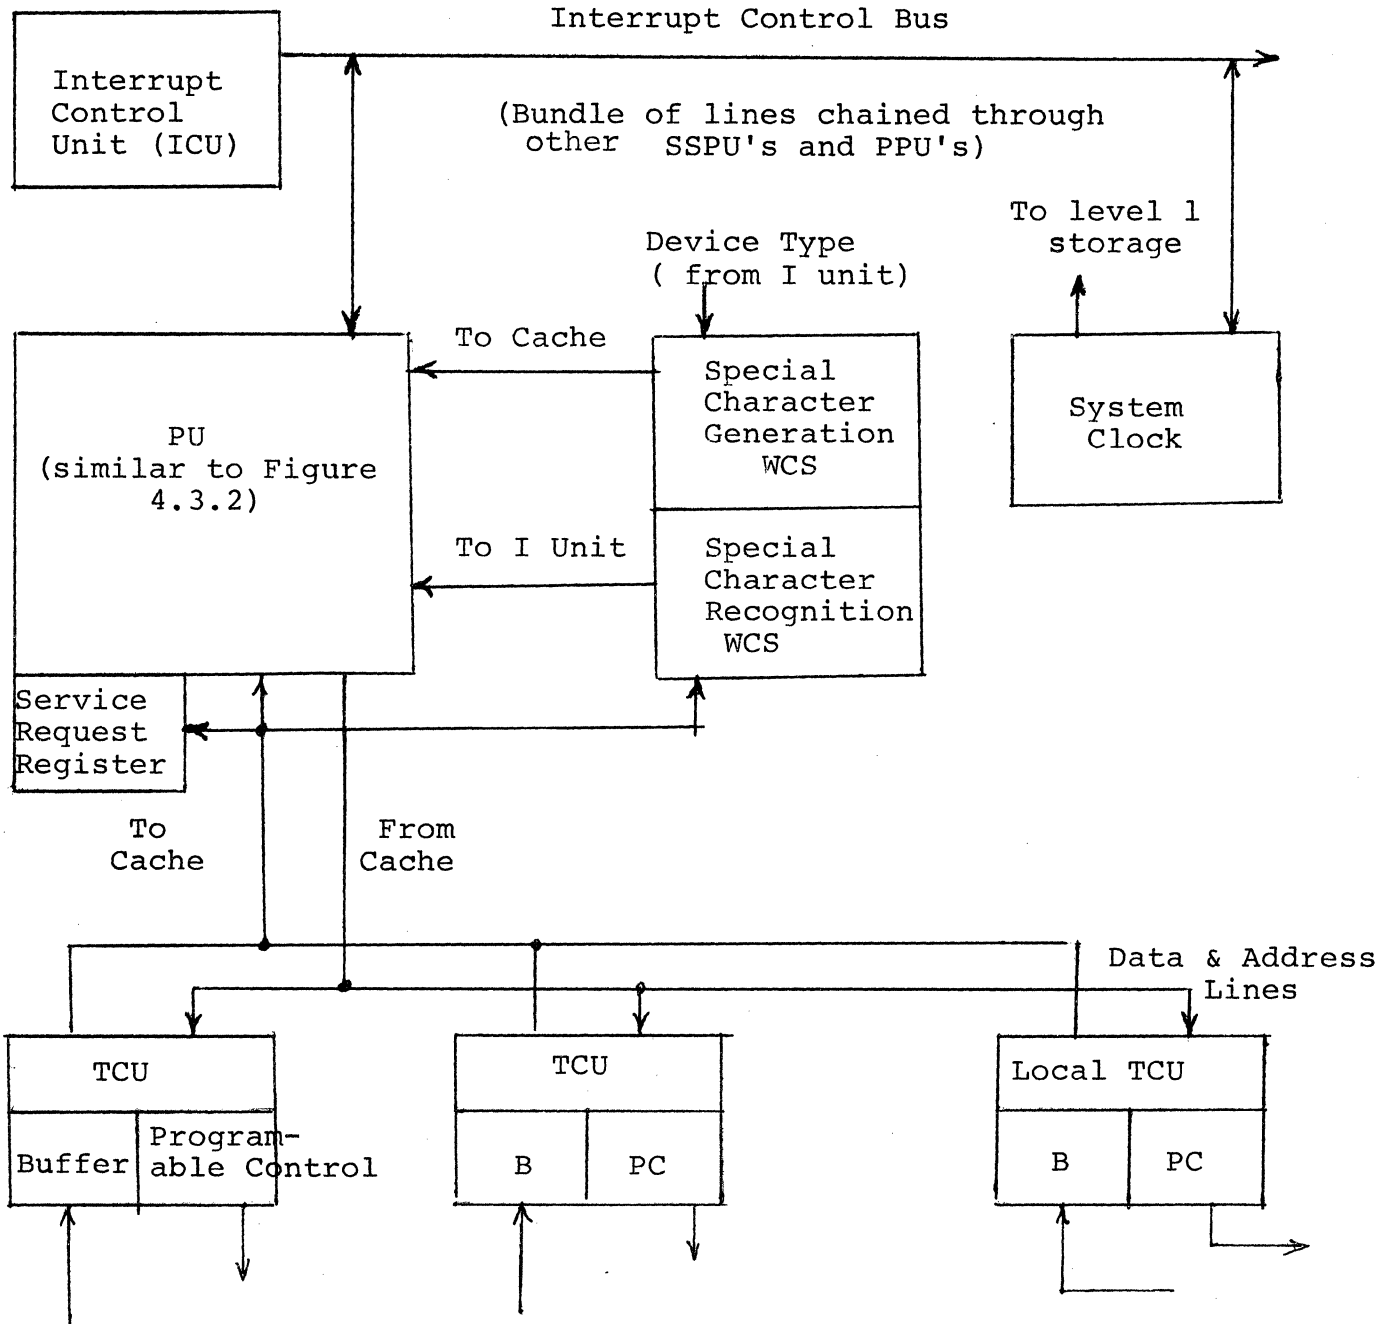 Interrupt Control Bus
Interrupt
Control
Unit (ICU)
(Bundle of lines chained through
other SSPU's and PPU's)
To level 1
storage
Device Type
( from I unit)
To Cache
Special
Character
Generation
WCS
System
Clock
PU
(similar to Figure
4.3.2)
To I Unit
Special
Character
Recognition
WCS
Service
Request
Register
To
Cache
From
Cache
Data & Address
Lines
TCU
Buffer
Program-
able Control
TCU
B
PC
Local TCU
B
PC